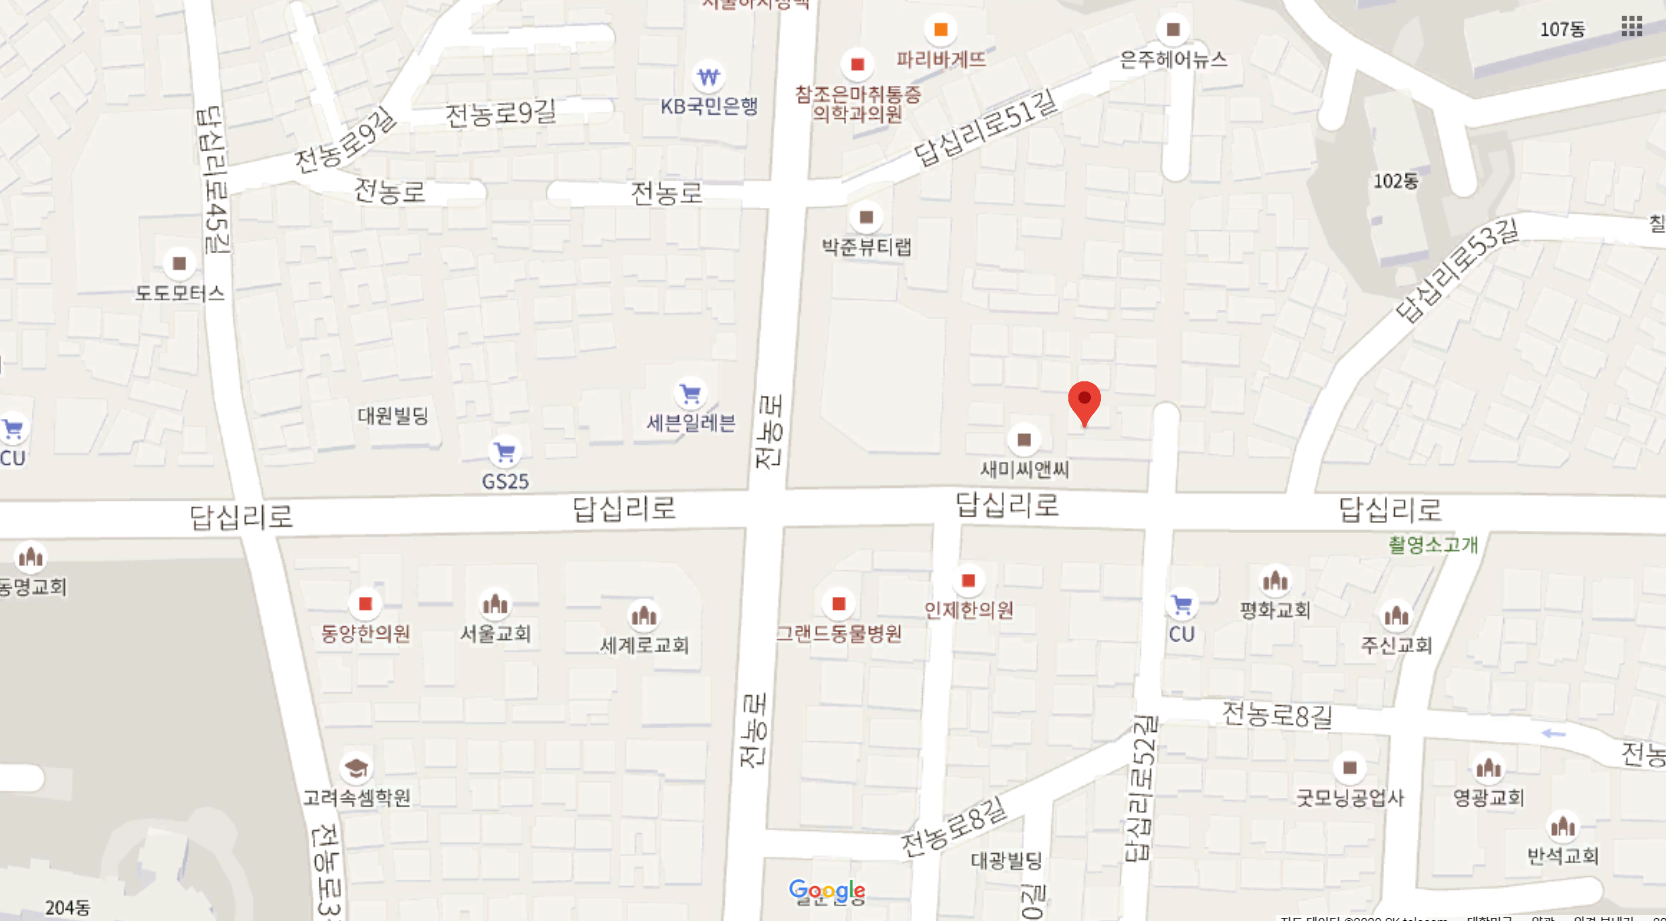 107동
파리바게뜨
은주헤어뉴스
KB국민은행
참조은마취통증
의학과의원
전농로9길
전농로9길
답십리로51길
답십리로45길
전농로
전농로
102동
박준뷰티랩
칠
답십리로53길
도도모터스
대원빌딩
세븐일레븐
전농로
CU
GS25
새미씨앤씨
답십리로
답십리로
답십리로
답십리로
촬영소고개
동명교회
동양한의원
서울교회
세계로교회
그랜드동물병원
인제한의원
CU
평화교회
주신교회
전농로
전농로8길
답십리로52길
전농
고려속셈학원
굿모닝공업사
영광교회
전농로8길
대광빌딩
반석교회
전농로3
0길
Google
204동